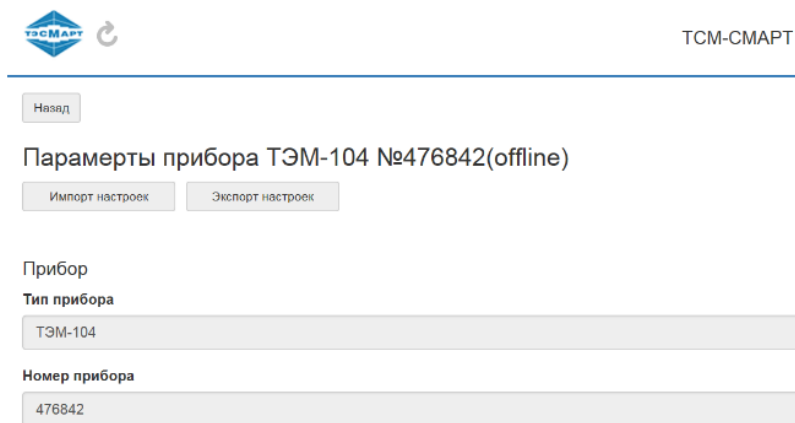 ТЭСМАРТ
ТСМ-СМАРТ
Назад
Парамерты прибора ТЭМ-104 №476842(offline)
Импорт настроек Экспорт настроек
Прибор
Тип прибора
ТЭМ-104
Номер прибора
476842